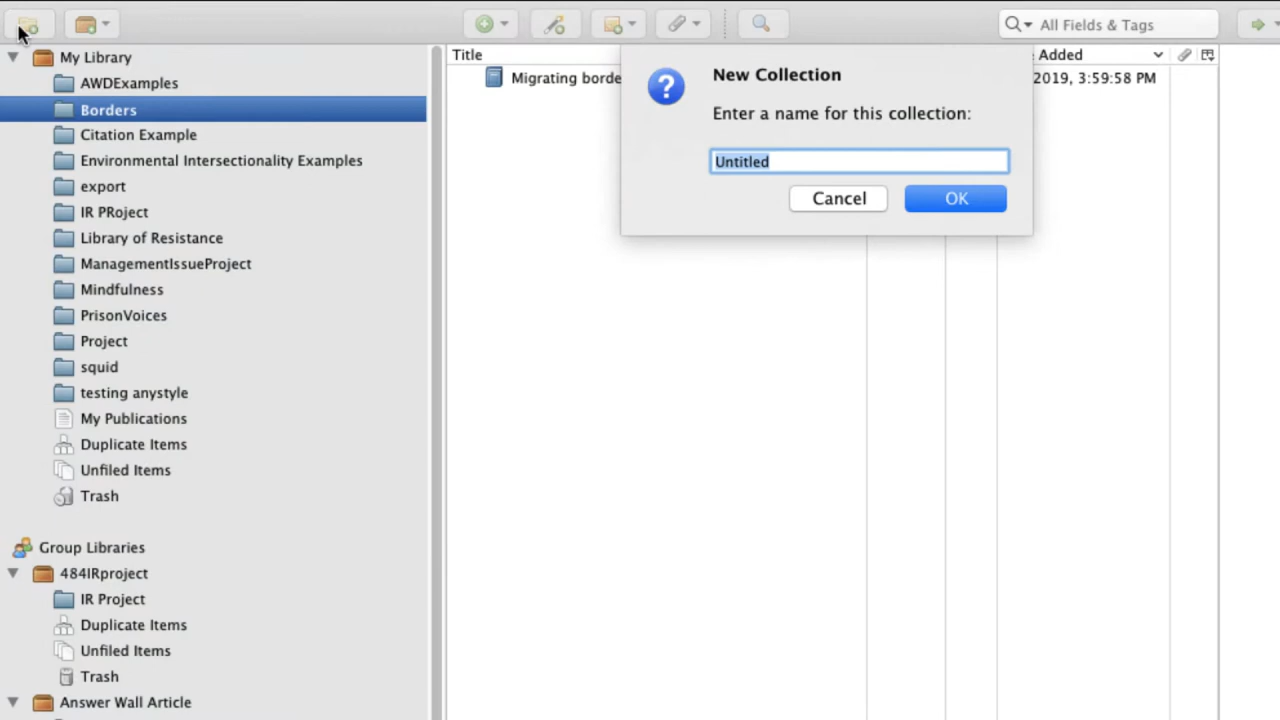 All Fields & Tags
My Library
AWDExamples
Borders
Citation Example
Environmental Intersectionality Examples
export
IR PRoject
Library of Resistance
ManagementIssueProject
Mindfulness
PrisonVoices
Project
squid
testing anystyle
My Publications
Duplicate Items
Unfiled Items
Trash
Group Libraries
484IRproject
IR Project
Duplicate Items
Unfiled Items
Trash
Answer Wall Article
Title
Added
Migrating borde
2019, 3:59:58 PM
New Collection
Enter a name for this collection:
Untitled
Cancel
OK